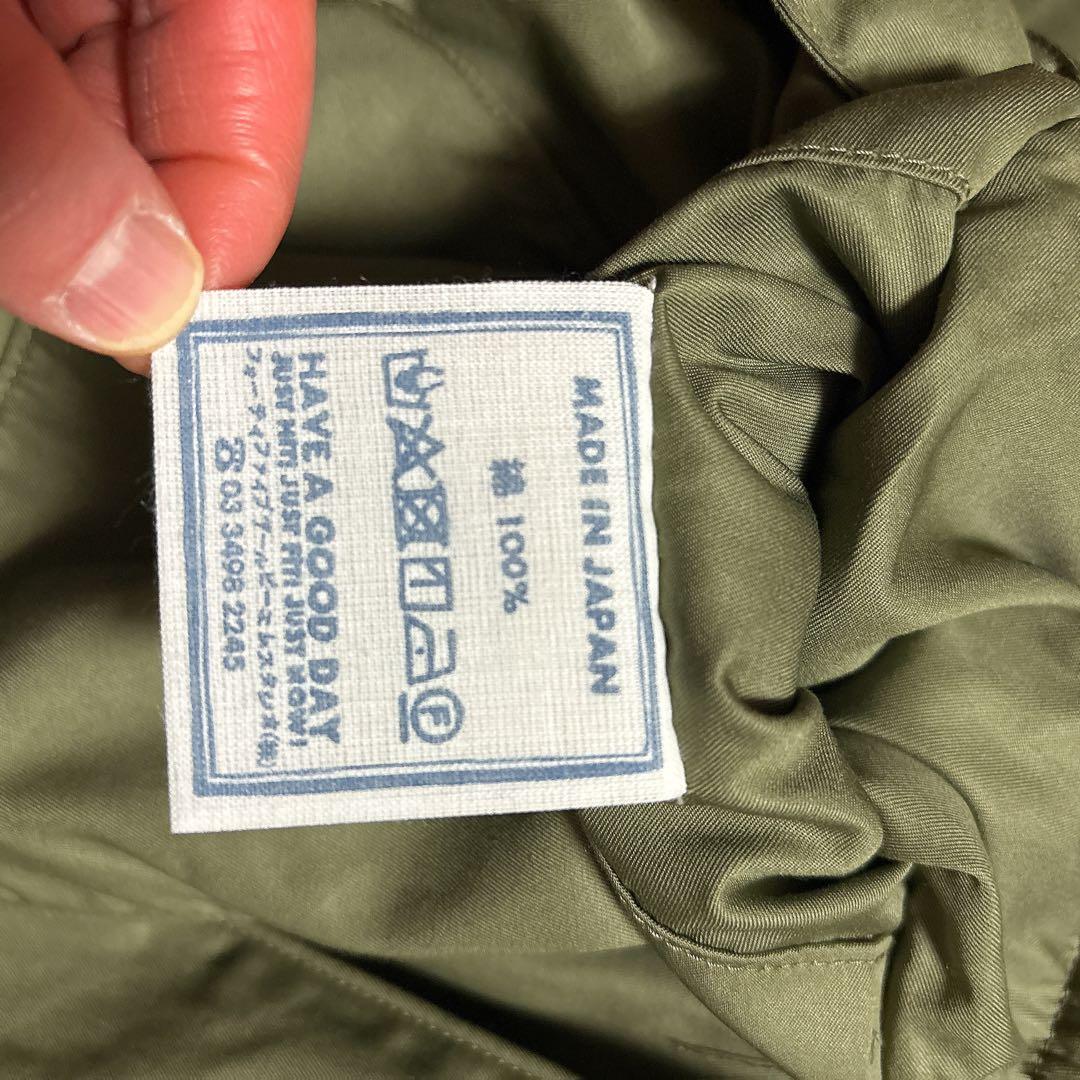 MADE IN JAPAN
綿 100%
F
HAVE A GOOD DAY
JUST HIT! JUST FIT! JUST NOW!
フォーティファイブアールピーエムスタジオ(株)
☎ 03 3498 2245